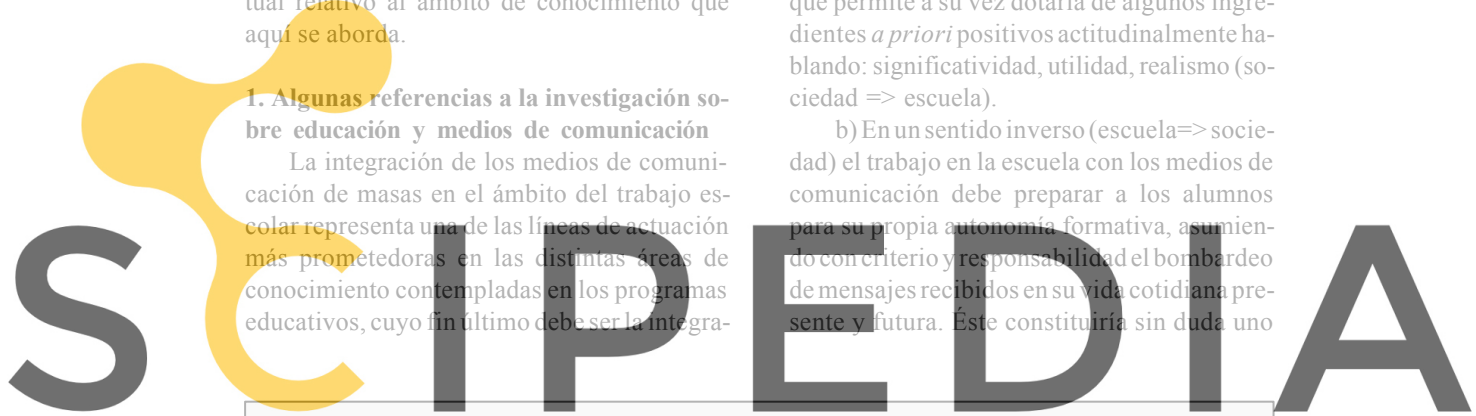 tual relativo al ámbito de conocimiento que
aquí se aborda.
1. Algunas referencias a la investigación so-
bre educación y medios de comunicación
La integración de los medios de comuni-
cación de masas en el ámbito del trabajo es-
colar representa una de las líneas de actuación
más prometedoras en las distintas áreas de
conocimiento contempladas en los programas
educativos, cuyo fin último debe ser la integra-
que permite a su vez dotarla de algunos ingre-
dientes a priori positivos actitudinalmente ha-
blando: significatividad, utilidad, realismo (so-
ciedad => escuela).
b) En un sentido inverso (escuela=> socie-
dad) el trabajo en la escuela con los medios de
comunicación debe preparar a los alumnos
para su propia autonomía formativa, asumien-
do con criterio y responsabilidad el bombardeo
de mensajes recibidos en su vida cotidiana pre-
sente y futura. Éste constituiría sin duda uno
SCIPEDIA